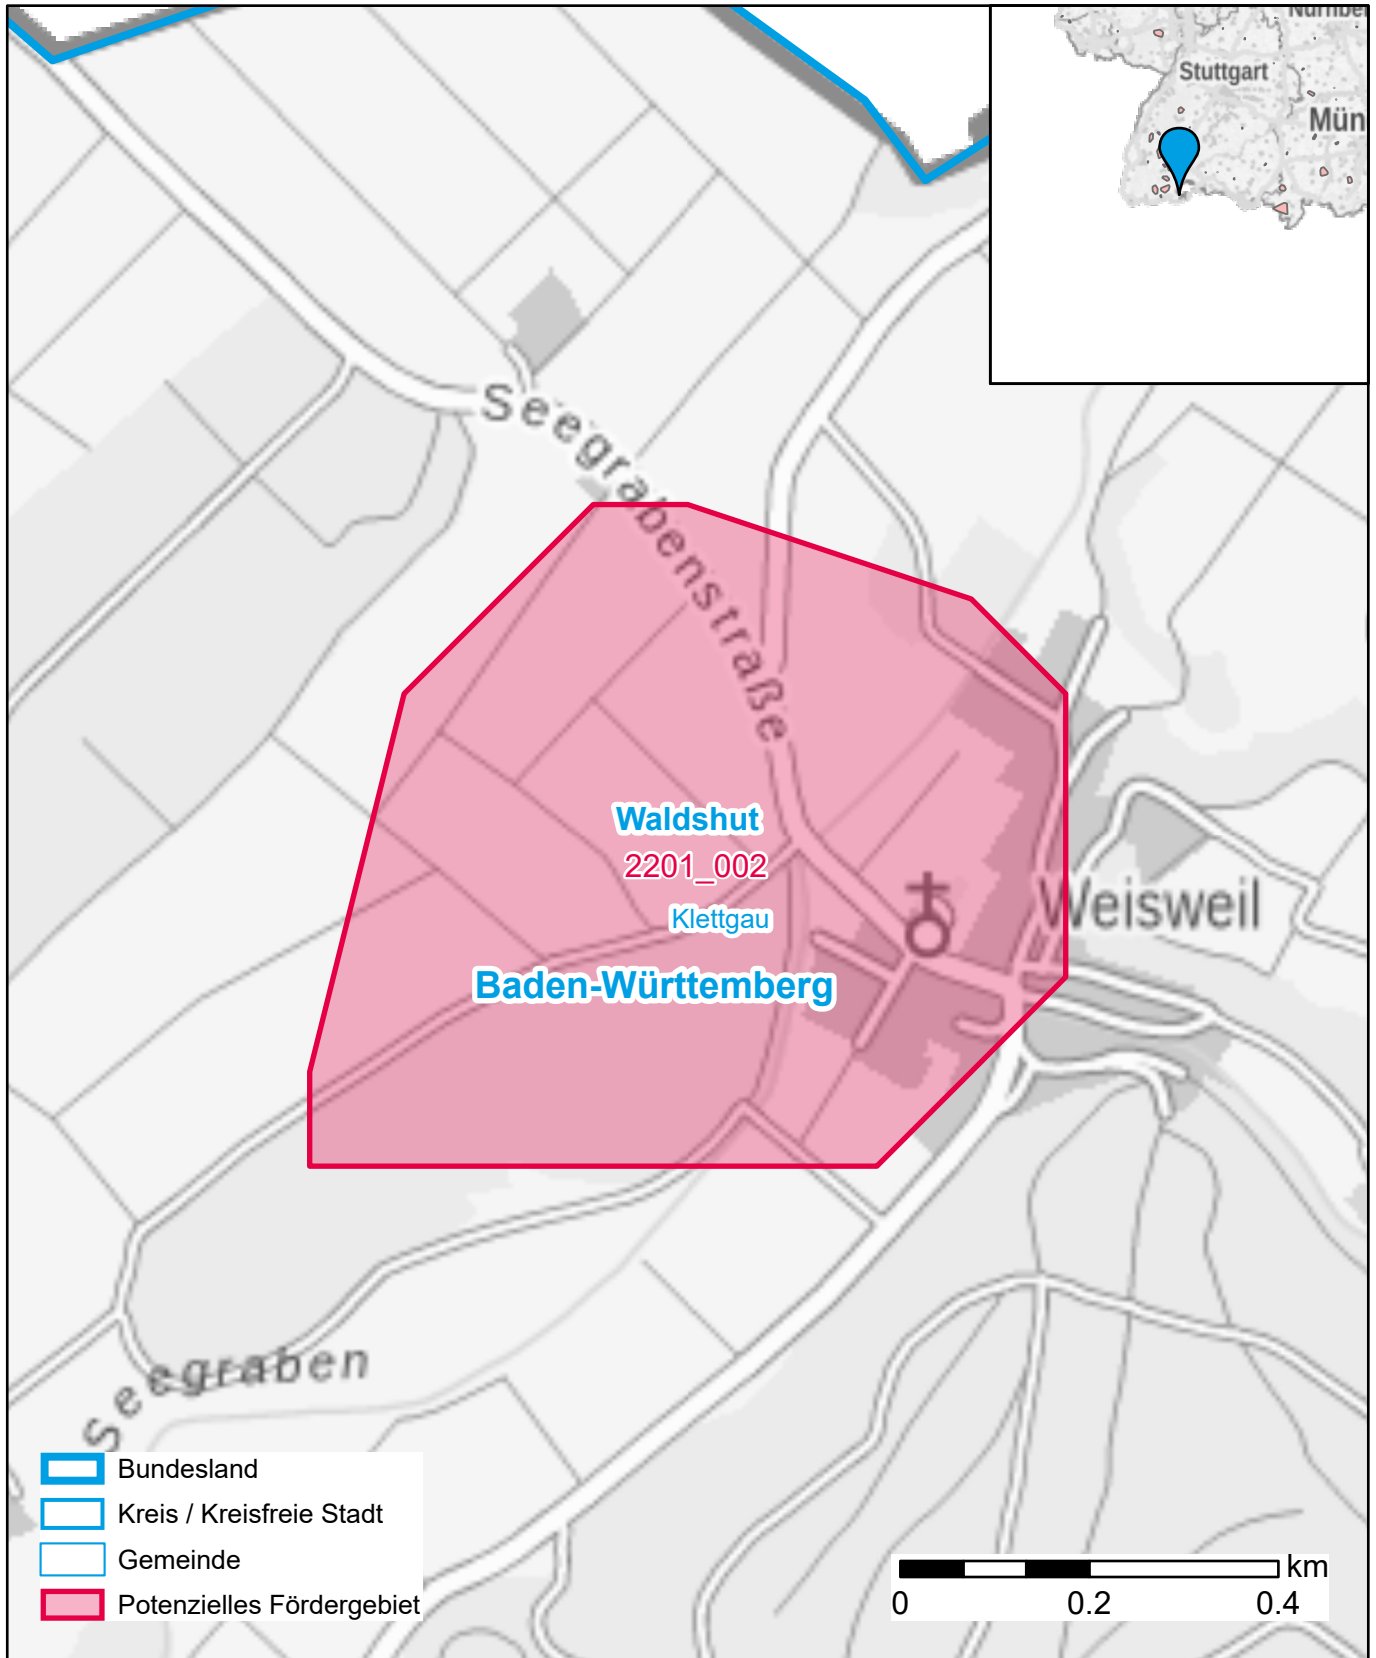 Nürnber
Stuttgart
Mün
Seegrabenstraße
Waldshut
2201_002
Klettgau
Weisweil
Baden-Württemberg
Seegraben
Bundesland
Kreis / Kreisfreie Stadt
Gemeinde
Potenzielles Fördergebiet
km
0 0.2 0.4